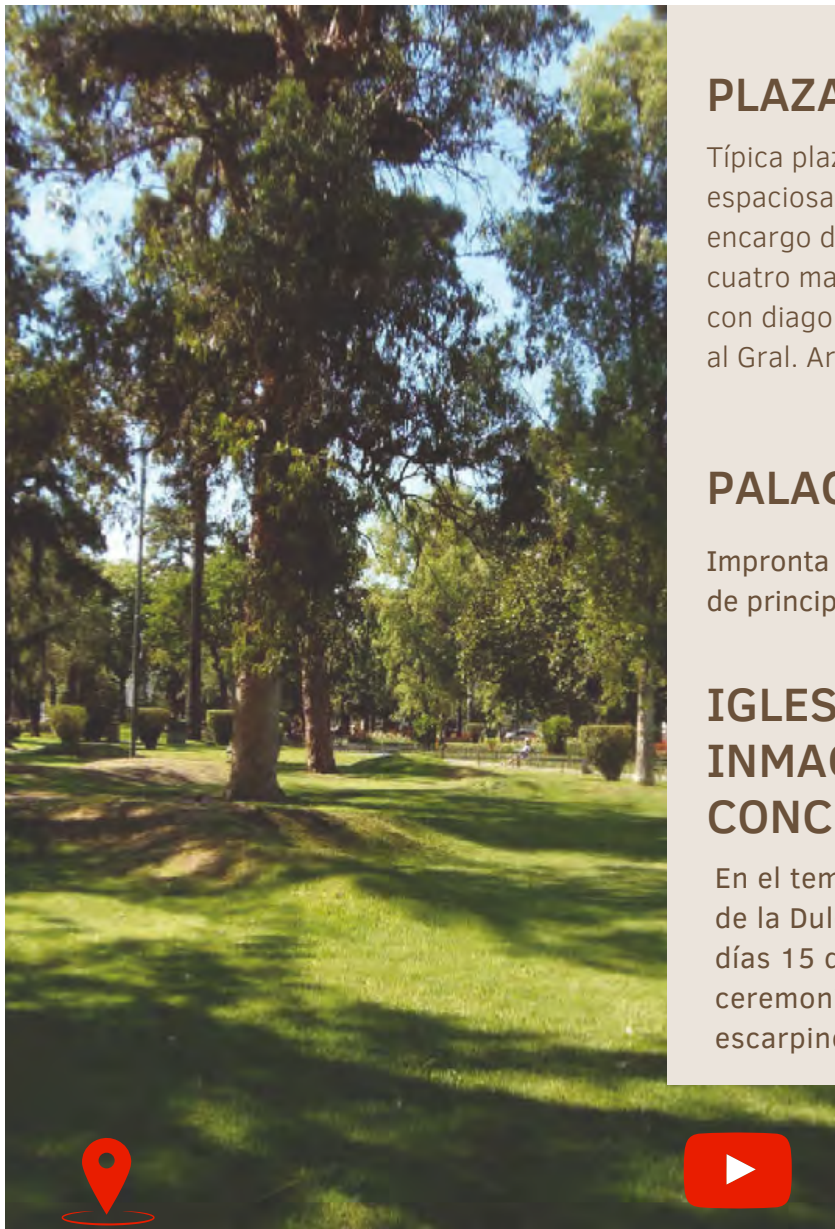 PLAZA
Típica plaz
espaciosa
encargo d
cuatro ma
con diago
al Gral. Ar
PALAC
Impronta
de princip
IGLES
INMAC
CONC
En el tem
de la Dul
días 15 d
ceremon
escarpin